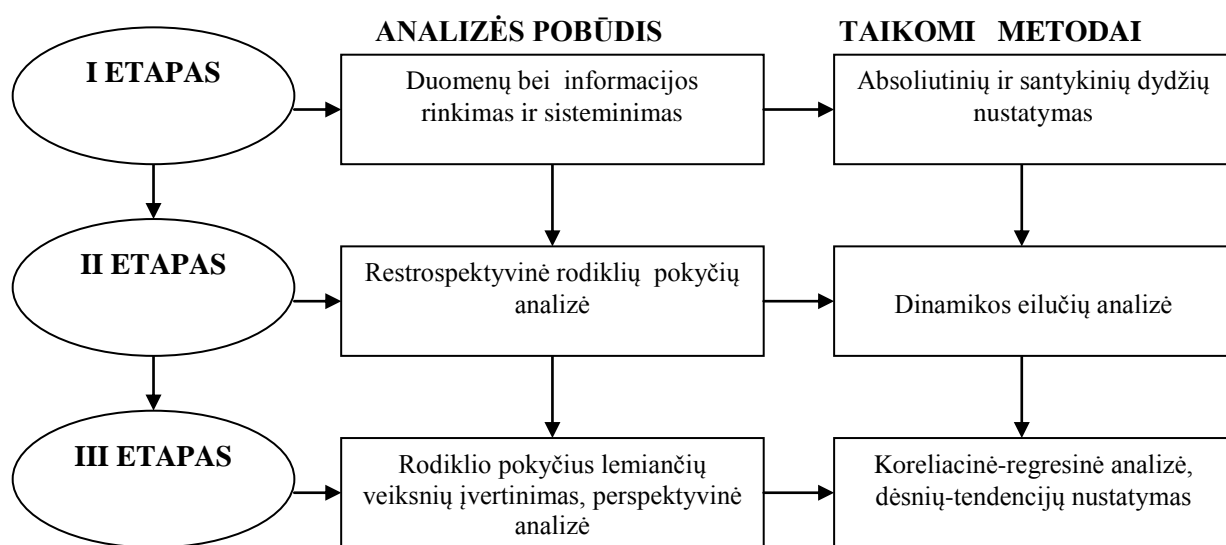 ANALIZĖS POBŪDIS
TAIKOMI METODAI
I ETAPAS
Duomenų bei informacijos
rinkimas ir sisteminimas
Absoliutinių ir santykinių dydžių
nustatymas
II ETAPAS
Restrospektyvinė rodiklių pokyčių
analizė
Dinamikos eilučių analizė
III ETAPAS
Rodiklio pokyčius lemiančių
veiksnių įvertinimas, perspektyvinė
analizė
Koreliacinė-regresinė analizė,
dėsnių-tendencijų nustatymas